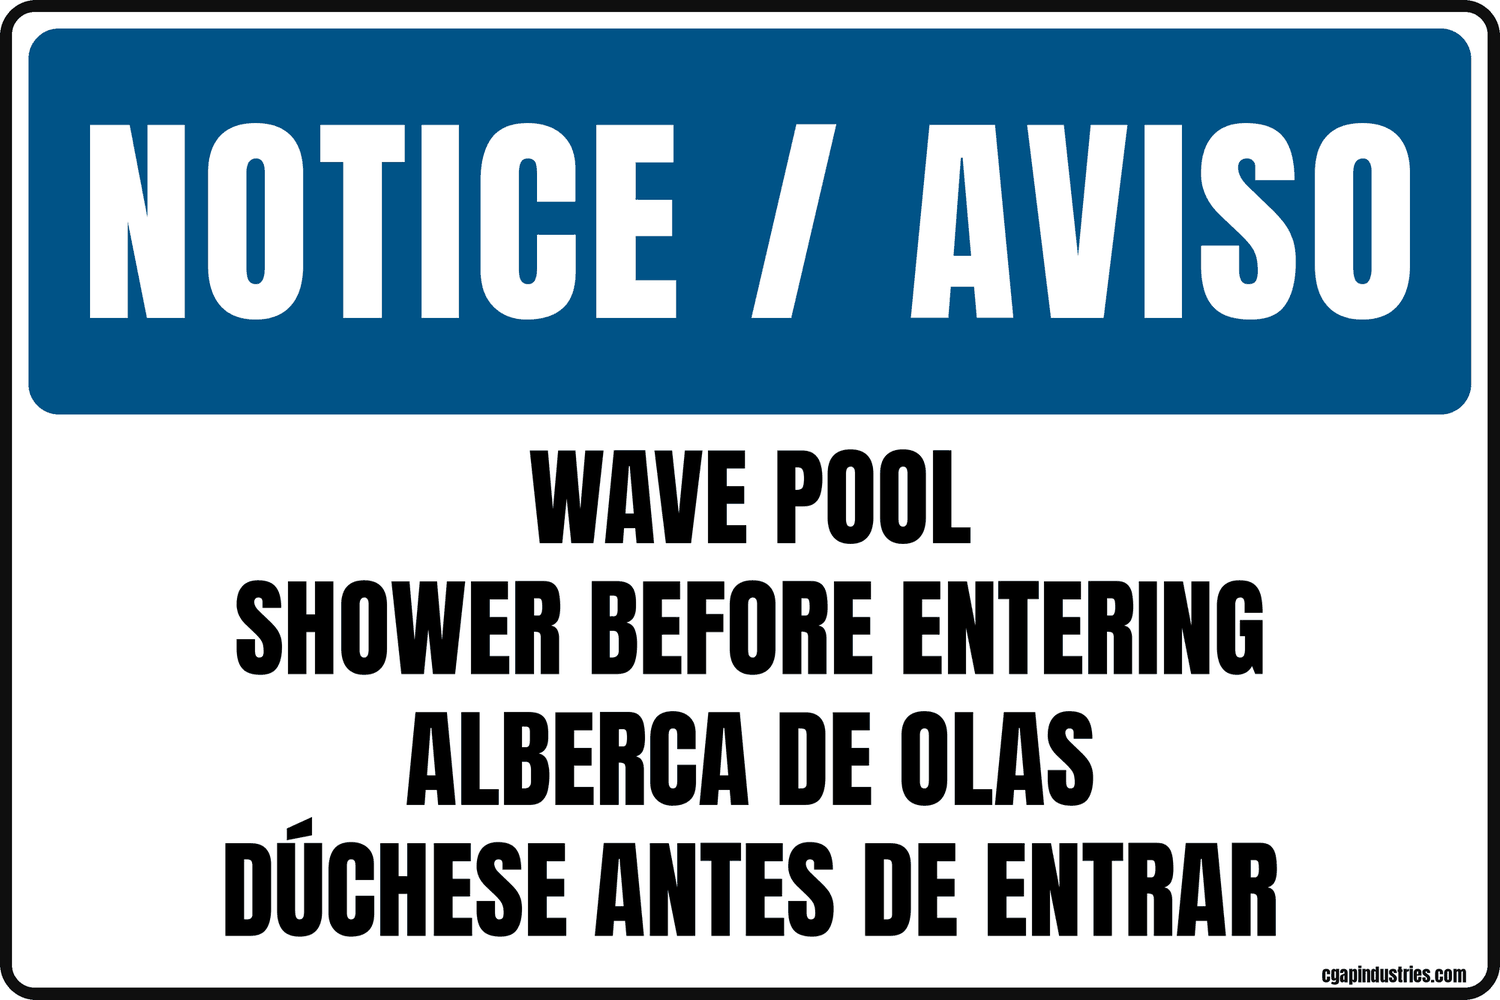 NOTICE / AVISO
WAVE POOL
SHOWER BEFORE ENTERING
ALBERCA DE OLAS
DÚCHESE ANTES DE ENTRAR
cgapindustries.com